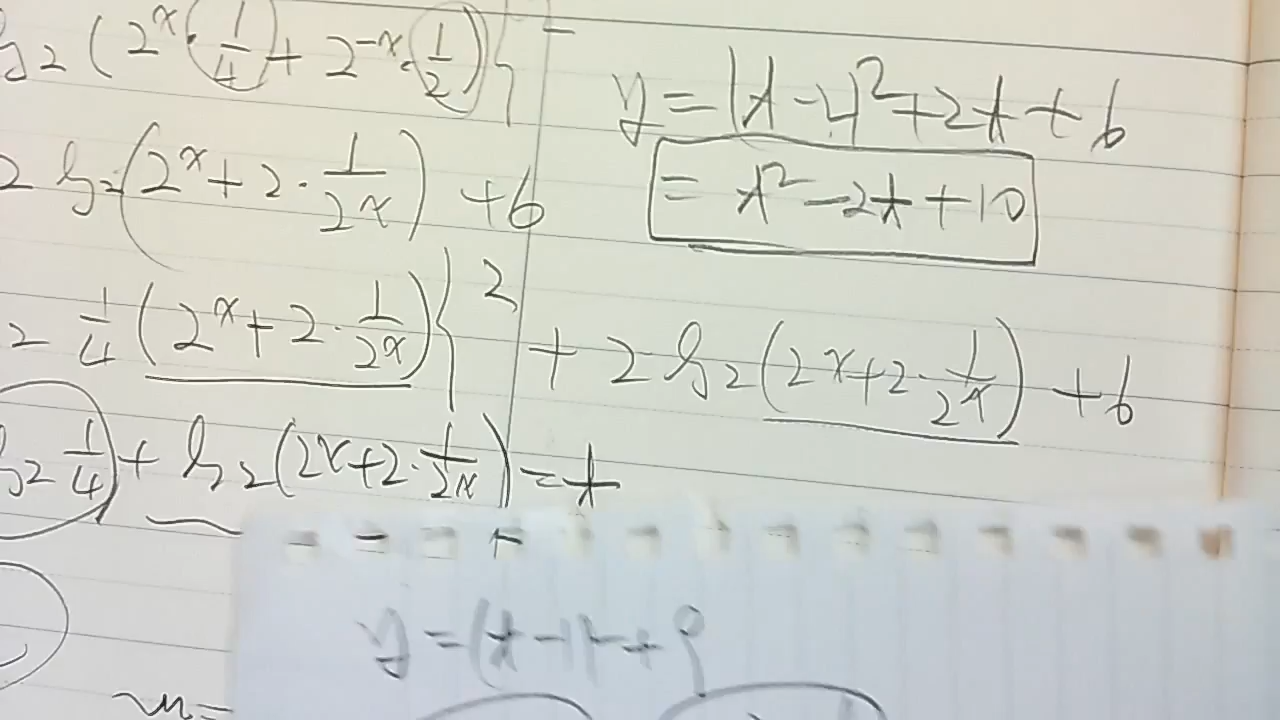 log2(2^x·1/4 + 2^-x·1/2)}
y = (t-2)^2+2t+6
= t^2-2t+10
2 log2(2^x+2·1/2^x) +6
2 1/4 (2^x+2·1/2^x)}^2 + 2 log2(2^x+2·1/2^x) +6
log2 1/4) + log2(2^x+2·1/2^x) = t
y=(t-1)^2+9